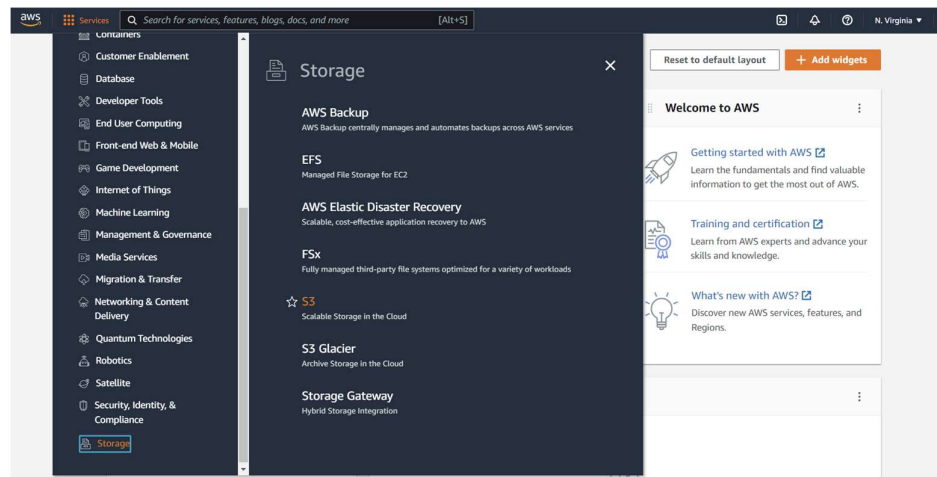 aws
Services
Search for services, features, blogs, docs, and more
[Alt+S]
N. Virginia
Containers
Customer Enablement
Database
Developer Tools
End User Computing
Front-end Web & Mobile
Game Development
Internet of Things
Machine Learning
Management & Governance
Media Services
Migration & Transfer
Networking & Content
Delivery
Quantum Technologies
Robotics
Satellite
Security, Identity, &
Compliance
Storage
Storage
AWS Backup
AWS Backup centrally manages and automates backups across AWS services
EFS
Managed File Storage for EC2
AWS Elastic Disaster Recovery
Scalable, cost-effective application recovery to AWS
FSx
Fully managed third-party file systems optimized for a variety of workloads
S3
Scalable Storage in the Cloud
S3 Glacier
Archive Storage in the Cloud
Storage Gateway
Hybrid Storage Integration
Reset to default layout
+ Add widgets
Welcome to AWS
Getting started with AWS
Learn the fundamentals and find valuable
information to get the most out of AWS.
Training and certification
Learn from AWS experts and advance your
skills and knowledge.
What's new with AWS?
Discover new AWS services, features, and
Regions.